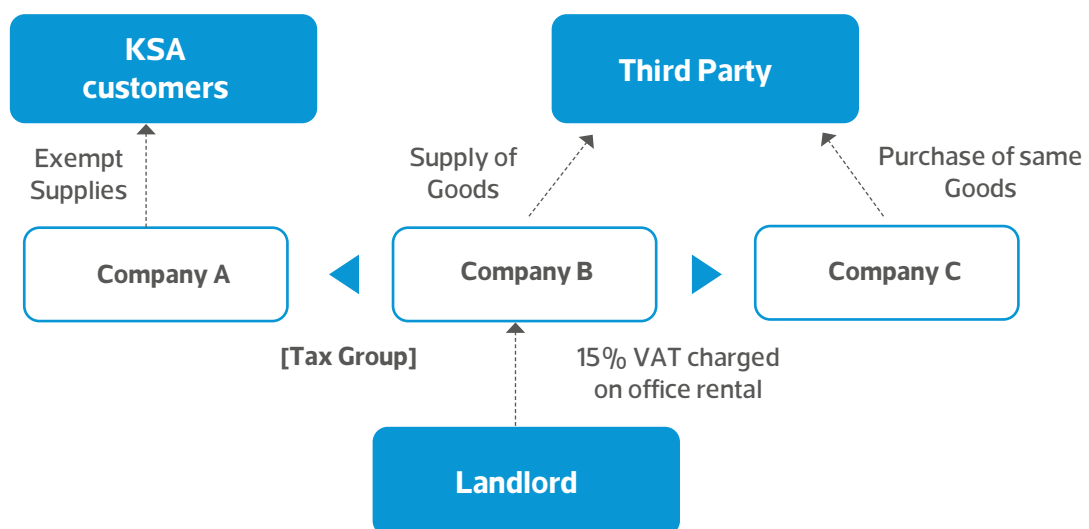 KSA
customers
Third Party
Exempt
Supplies
Supply of
Goods
Purchase of same
Goods
Company A
Company B
Company C
[Tax Group]
15% VAT charged
on office rental
Landlord